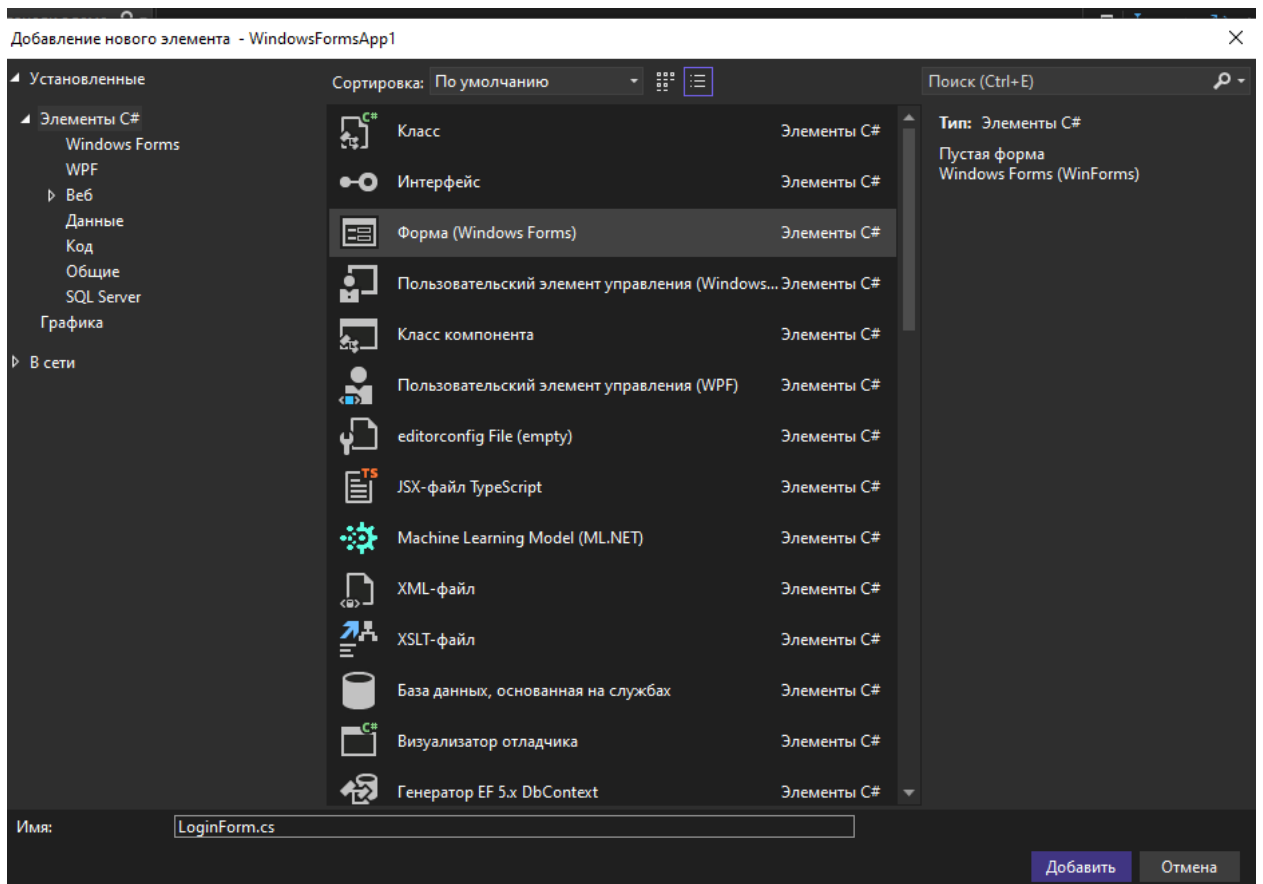 Добавление нового элемента - WindowsFormsApp1
Установленные
Сортировка: По умолчанию
Поиск (Ctrl+E)
Элементы C#
Windows Forms
WPF
Веб
Данные
Код
Общие
SQL Server
Графика
В сети
C# Класс Элементы C#
Интерфейс Элементы C#
Форма (Windows Forms) Элементы C#
Пользовательский элемент управления (Windows... Элементы C#
Класс компонента Элементы C#
Пользовательский элемент управления (WPF) Элементы C#
editorconfig File (empty) Элементы C#
TS JSX-файл TypeScript Элементы C#
Machine Learning Model (ML.NET) Элементы C#
XML-файл Элементы C#
XSLT-файл Элементы C#
База данных, основанная на службах Элементы C#
C# Визуализатор отладчика Элементы C#
Генератор EF 5.x DbContext Элементы C#
Тип: Элементы C#
Пустая форма
Windows Forms (WinForms)
Имя: LoginForm.cs
Добавить Отмена